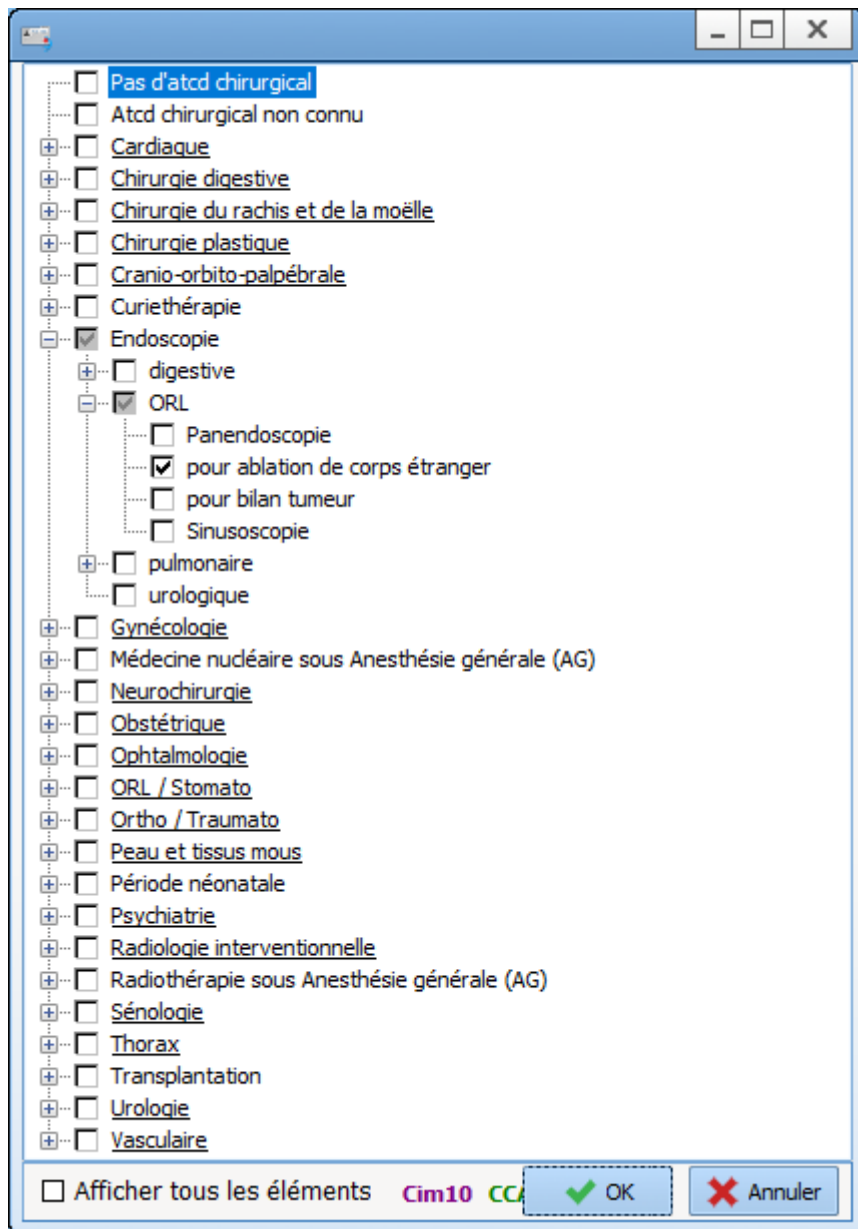 Pas d'atcd chirurgical
Atcd chirurgical non connu
Cardiaque
Chirurgie digestive
Chirurgie du rachis et de la moëlle
Chirurgie plastique
Cranio-orbito-palpébrale
Curiethérapie
Endoscopie
digestive
ORL
Panendoscopie
pour ablation de corps étranger
pour bilan tumeur
Sinusoscopie
pulmonaire
urologique
Gynécologie
Médecine nucléaire sous Anesthésie générale (AG)
Neurochirurgie
Obstétrique
Ophtalmologie
ORL / Stomato
Ortho / Traumato
Peau et tissus mous
Période néonatale
Psychiatrie
Radiologie interventionnelle
Radiothérapie sous Anesthésie générale (AG)
Sénologie
Thorax
Transplantation
Urologie
Vasculaire
Afficher tous les éléments Cim10 OK Annuler